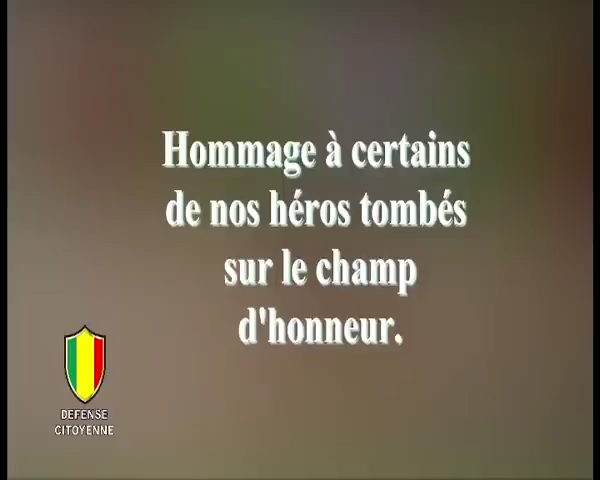 Hommage à certains
de nos héros tombés
sur le champ
d'honneur.
DEFENSE
CITOYENNE